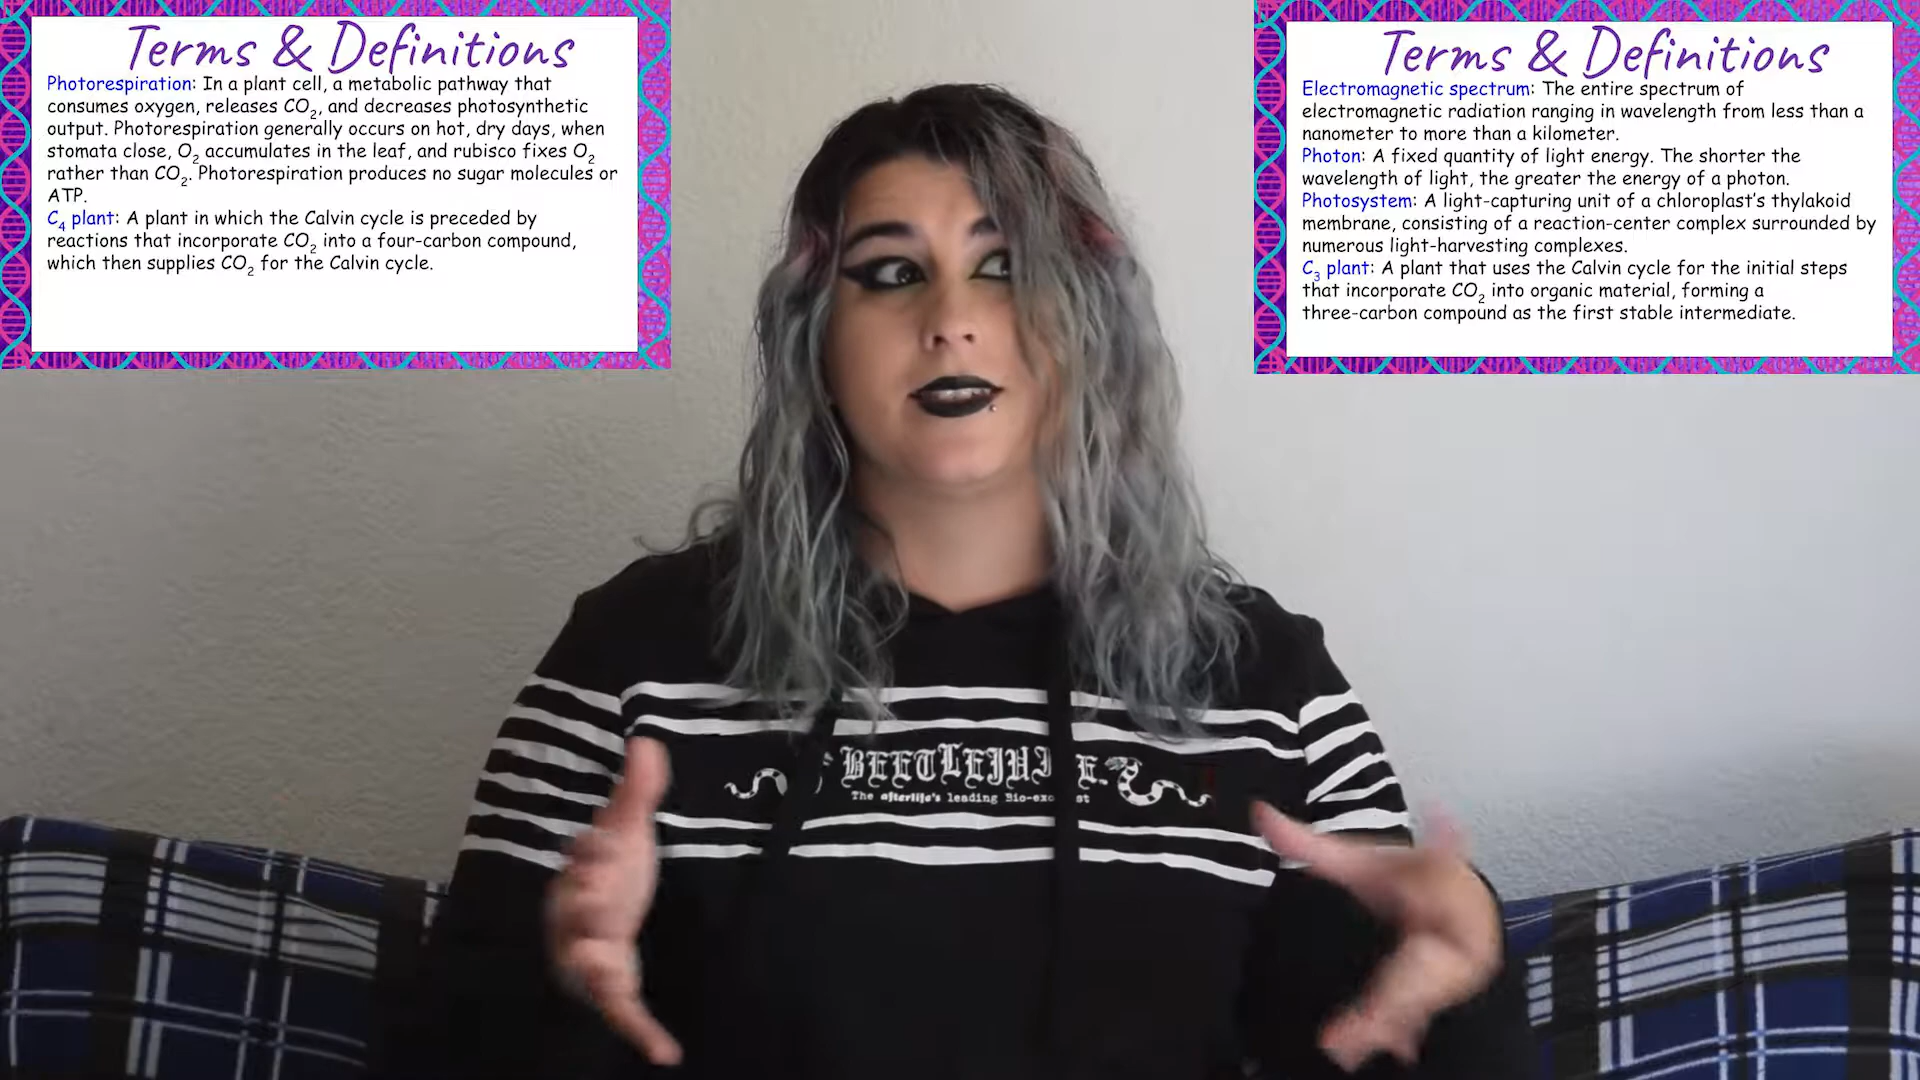 Terms & Definitions
Photorespiration: In a plant cell, a metabolic pathway that
consumes oxygen, releases CO₂, and decreases photosynthetic
output. Photorespiration generally occurs on hot, dry days, when
stomata close, O₂ accumulates in the leaf, and rubisco fixes O₂
rather than CO₂. Photorespiration produces no sugar molecules or
ATP.
C₄ plant: A plant in which the Calvin cycle is preceded by
reactions that incorporate CO₂ into a four-carbon compound,
which then supplies CO₂ for the Calvin cycle.
Terms & Definitions
Electromagnetic spectrum: The entire spectrum of
electromagnetic radiation ranging in wavelength from less than a
nanometer to more than a kilometer.
Photon: A fixed quantity of light energy. The shorter the
wavelength of light, the greater the energy of a photon.
Photosystem: A light-capturing unit of a chloroplast's thylakoid
membrane, consisting of a reaction-center complex surrounded by
numerous light-harvesting complexes.
C₃ plant: A plant that uses the Calvin cycle for the initial steps
that incorporate CO₂ into organic material, forming a
three-carbon compound as the first stable intermediate.
BEETLEJUICE
The afterlife's leading